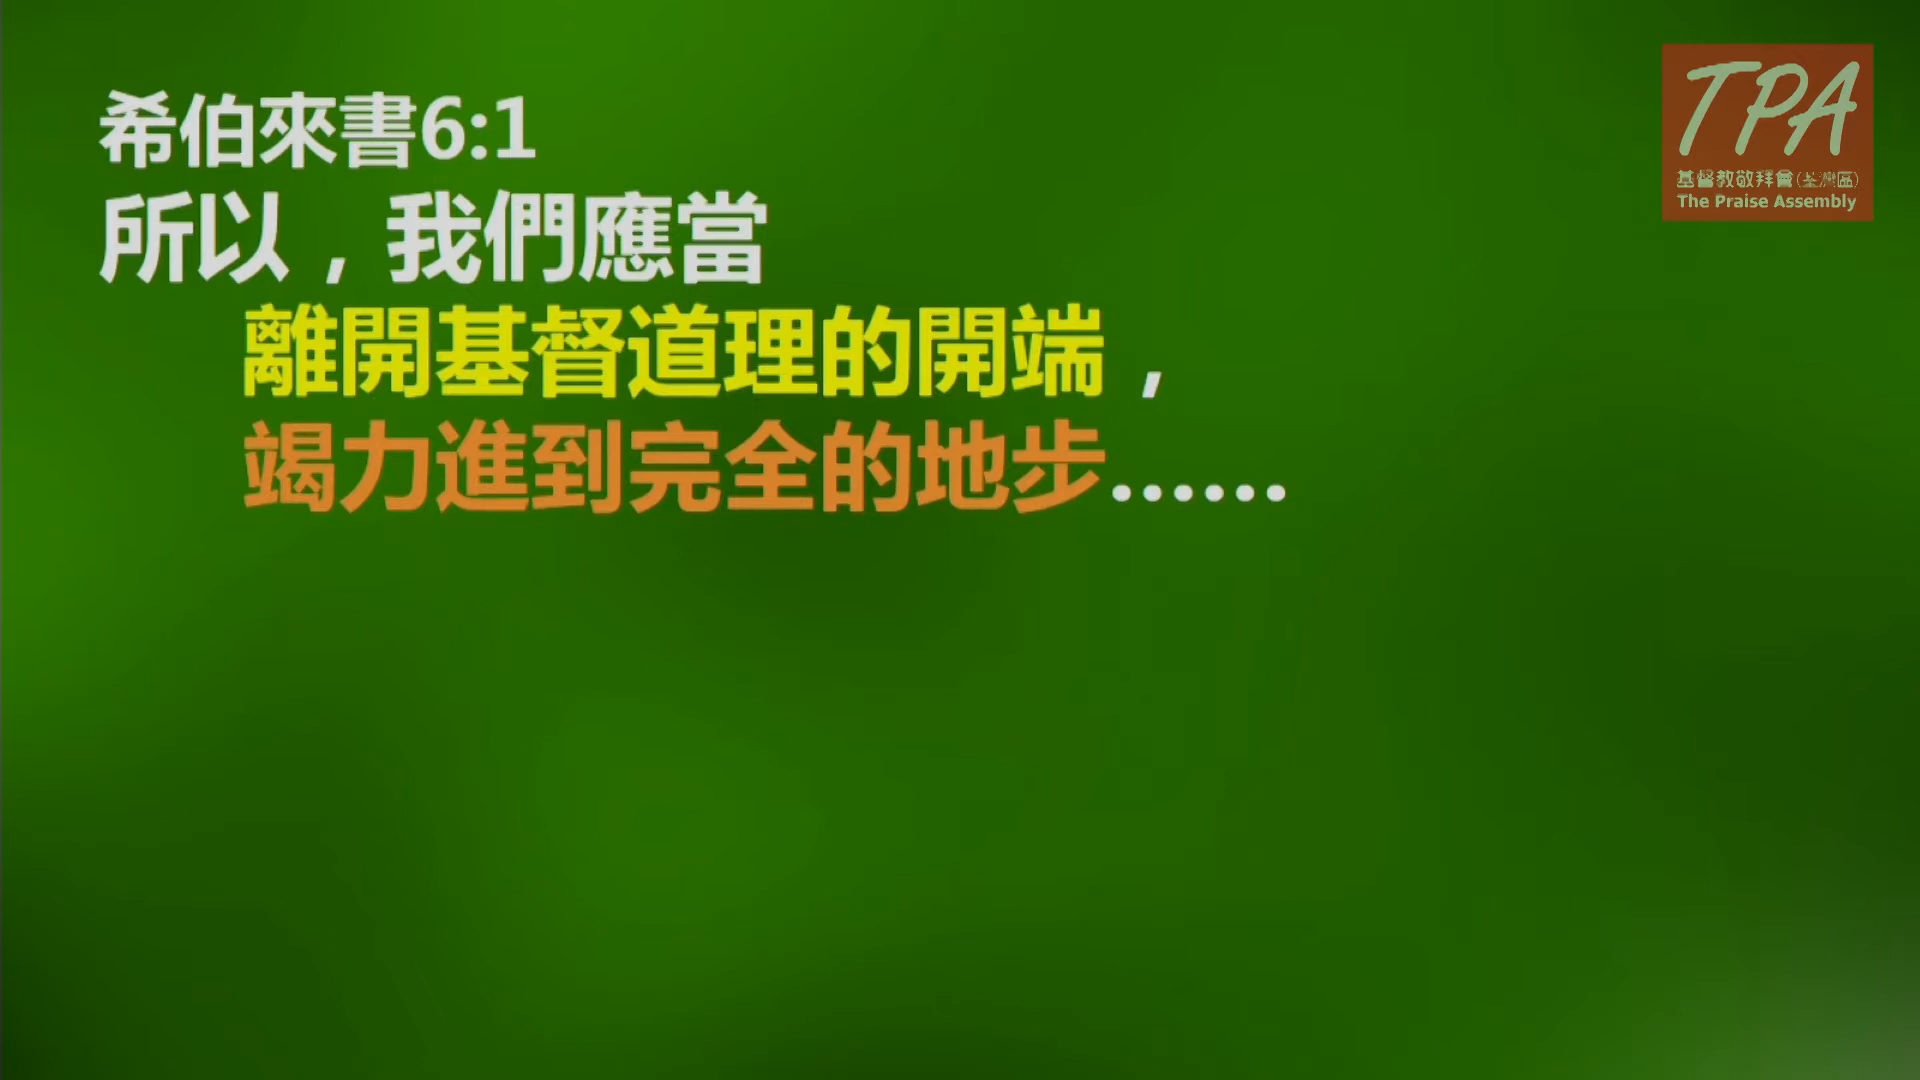 希伯來書6:1
所以，我們應當
離開基督道理的開端，
竭力進到完全的地步......
TPA
基督教敬拜會(荃灣區)
The Praise Assembly